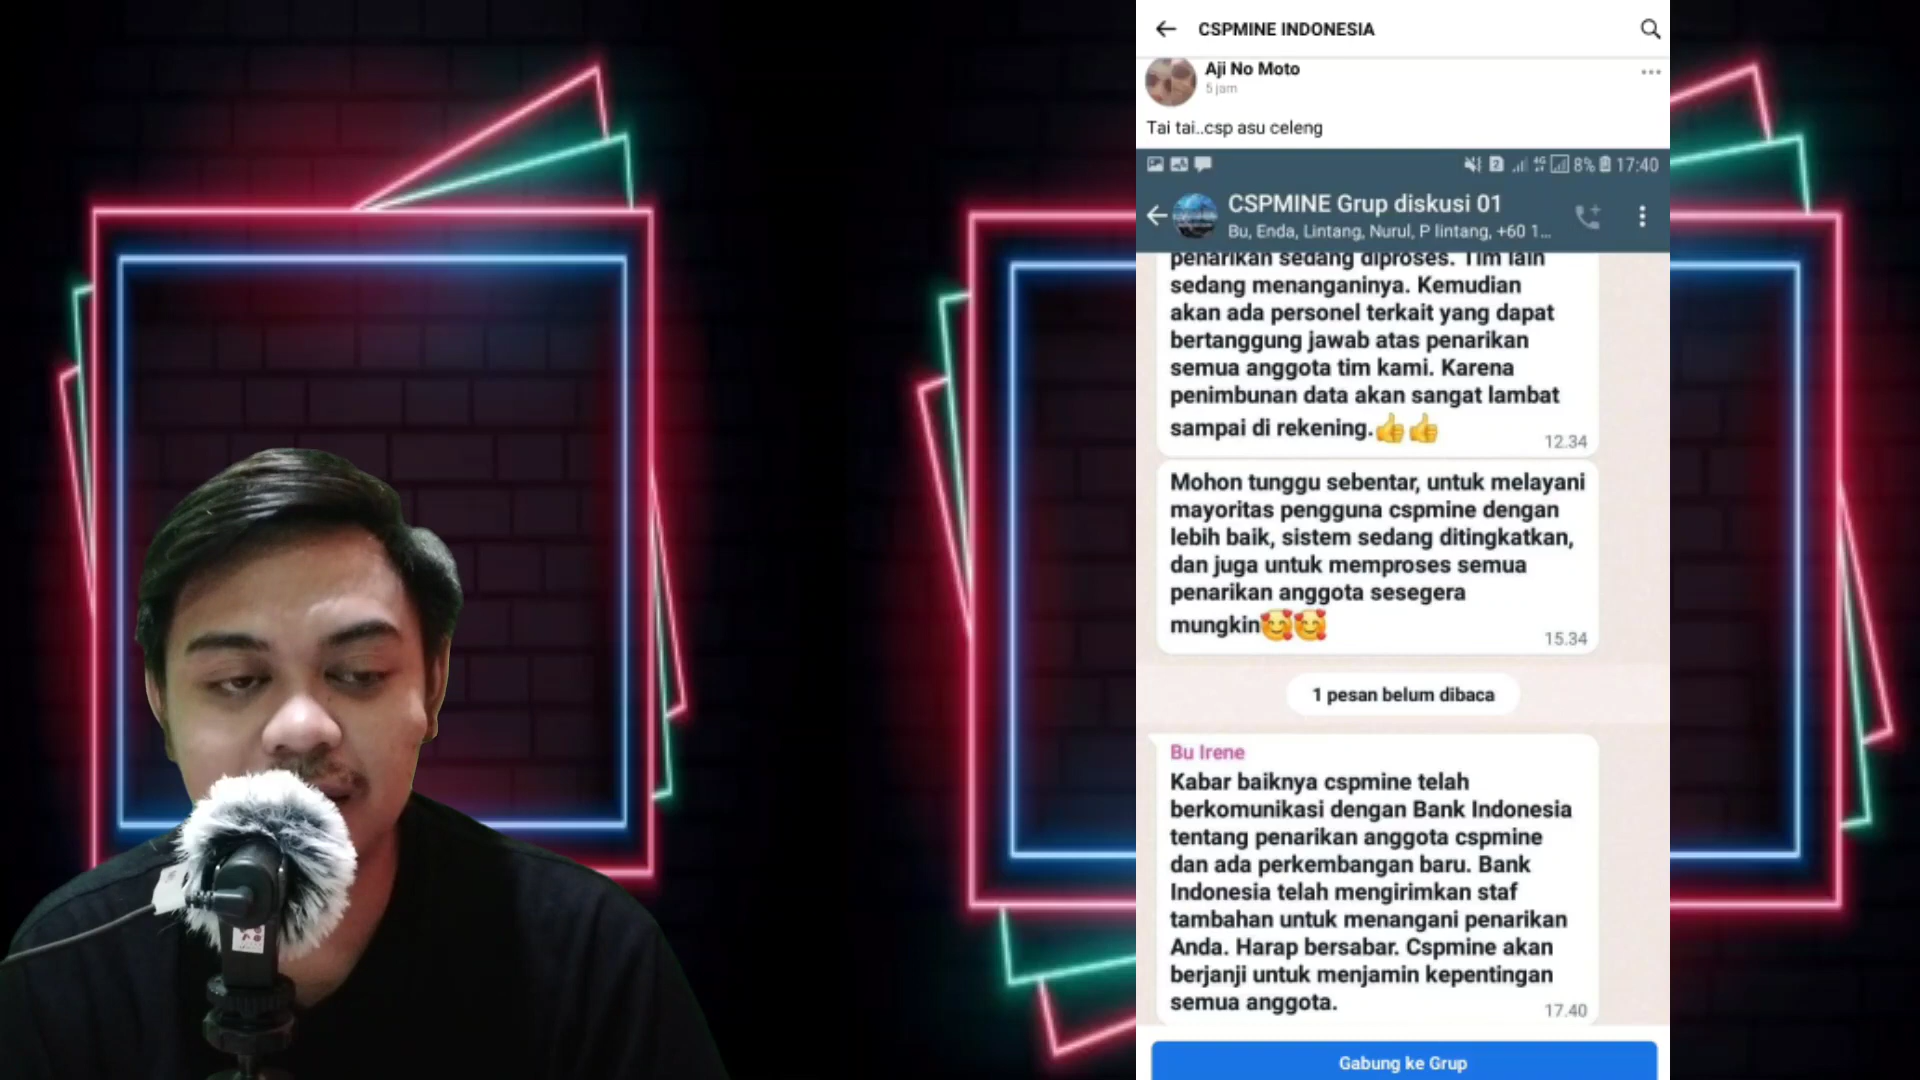 CSPMINE INDONESIA
Aji No Moto
5 jam
Tai tai..csp asu celeng
8% 17:40
CSPMINE Grup diskusi 01
Bu, Enda, Lintang, Nurul, P lintang, +60 1...
penarikan sedang diproses. Tim lain
sedang menanganinya. Kemudian
akan ada personel terkait yang dapat
bertanggung jawab atas penarikan
semua anggota tim kami. Karena
penimbunan data akan sangat lambat
sampai di rekening.👍👍
12.34
Mohon tunggu sebentar, untuk melayani
mayoritas pengguna cspmine dengan
lebih baik, sistem sedang ditingkatkan,
dan juga untuk memproses semua
penarikan anggota sesegera
mungkin🥰🥰
15.34
1 pesan belum dibaca
Bu Irene
Kabar baiknya cspmine telah
berkomunikasi dengan Bank Indonesia
tentang penarikan anggota cspmine
dan ada perkembangan baru. Bank
Indonesia telah mengirimkan staf
tambahan untuk menangani penarikan
Anda. Harap bersabar. Cspmine akan
berjanji untuk menjamin kepentingan
semua anggota.
17.40
Gabung ke Grup